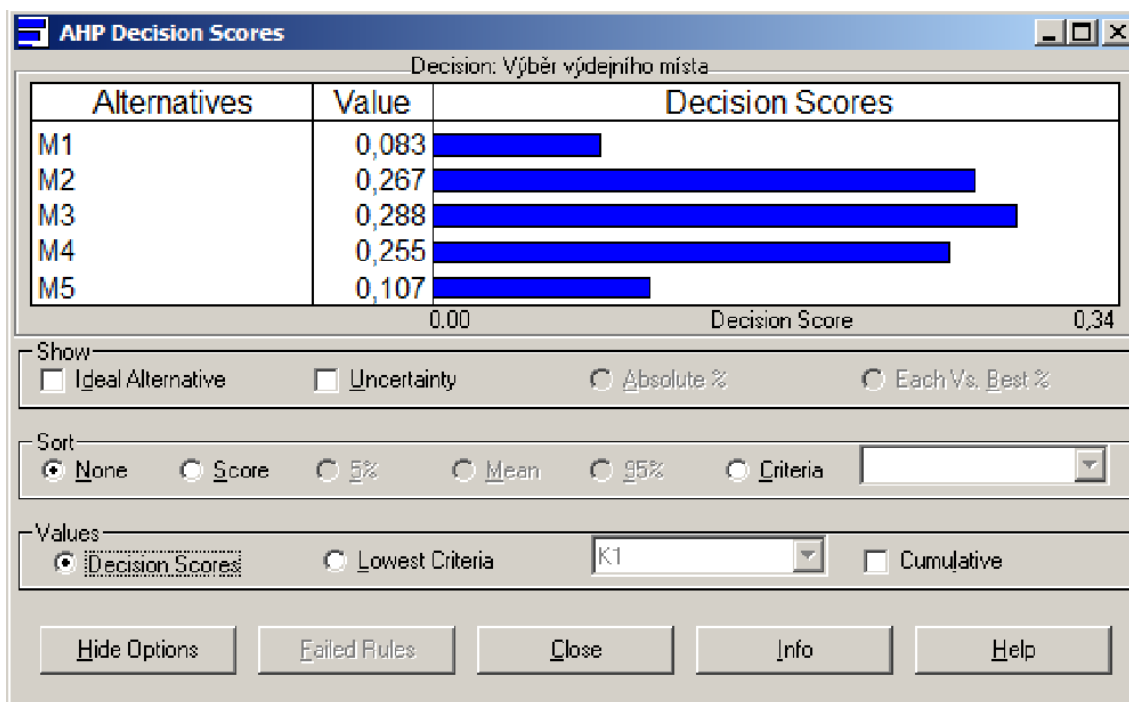 AHP Decision Scores
Decision: Výběr výdejního místa
Alternatives Value Decision Scores
M1 0,083
M2 0,267
M3 0,288
M4 0,255
M5 0,107
0.00 Decision Score 0,34
Show
Ideal Alternative Uncertainty Absolute % Each Vs. Best %
Sort
None Score 5% Mean 95% Criteria
Values
Decision Scores Lowest Criteria K1 Cumulative
Hide Options Failed Rules Close Info Help